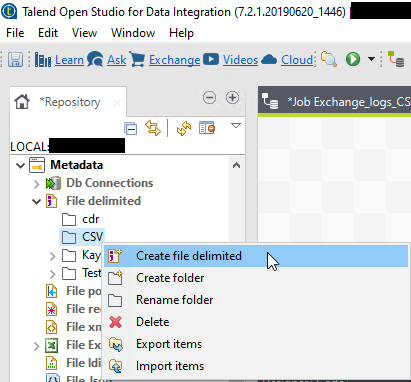 Talend Open Studio for Data Integration (7.2.1.20190620_1446)
File Edit View Window Help
Learn Ask Exchange Videos Cloud
*Repository
*Job Exchange_logs_CS
LOCAL:
Metadata
Db Connections
File delimited
cdr
CSV
Kay
Test
File po
File re
File xm
File Ex
File ldi
File Json
Create file delimited
Create folder
Rename folder
Delete
Export items
Import items